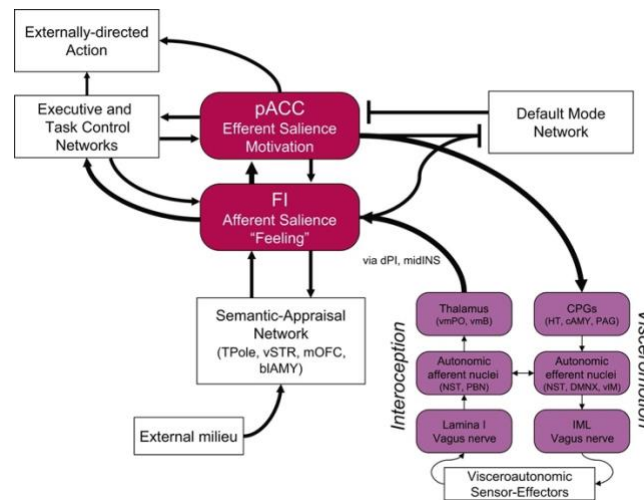 Externally-directed
Action
Executive and
Task Control
Networks
pACC
Efferent Salience
Motivation
Default Mode
Network
FI
Afferent Salience
“Feeling”
via dPI, midINS
Semantic-Appraisal
Network
(TPole, vSTR, mOFC,
blAMY)
External milieu
Interoception
Thalamus
(vmPO, vmB)
Autonomic
afferent nuclei
(NST, PBN)
Lamina I
Vagus nerve
CPGs
(HT, cAMY, PAG)
Autonomic
efferent nuclei
(NST, DMNX, vIM)
IML
Vagus nerve
Visceromotion
Visceroautonomic
Sensor-Effectors